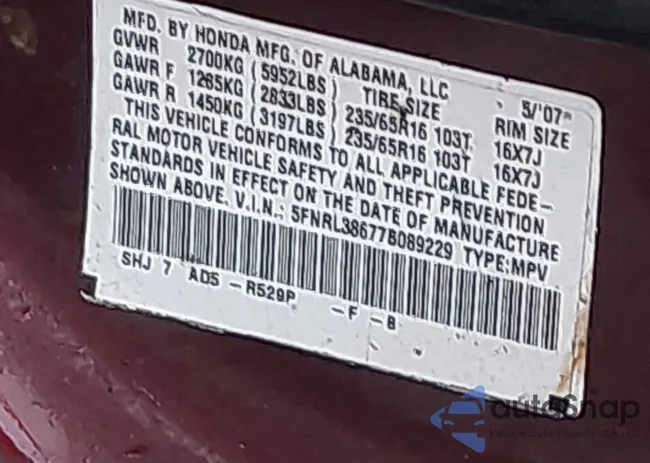 MFD. BY HONDA MFG. OF ALABAMA, LLC 5/'07
GVWR 2700KG (5952LBS) TIRE SIZE RIM SIZE
GAWR F 1285KG (2833LBS) 235/65R16 103T 16X7J
GAWR R 1450KG (3197LBS) 235/65R16 103T 16X7J
THIS VEHICLE CONFORMS TO ALL APPLICABLE FEDE-
RAL MOTOR VEHICLE SAFETY AND THEFT PREVENTION
STANDARDS IN EFFECT ON THE DATE OF MANUFACTURE
SHOWN ABOVE. V.I.N.: 5FNRL38677B089229 TYPE:MPV
SHJ 7 AD5 -R529P -F -B
autoSnap